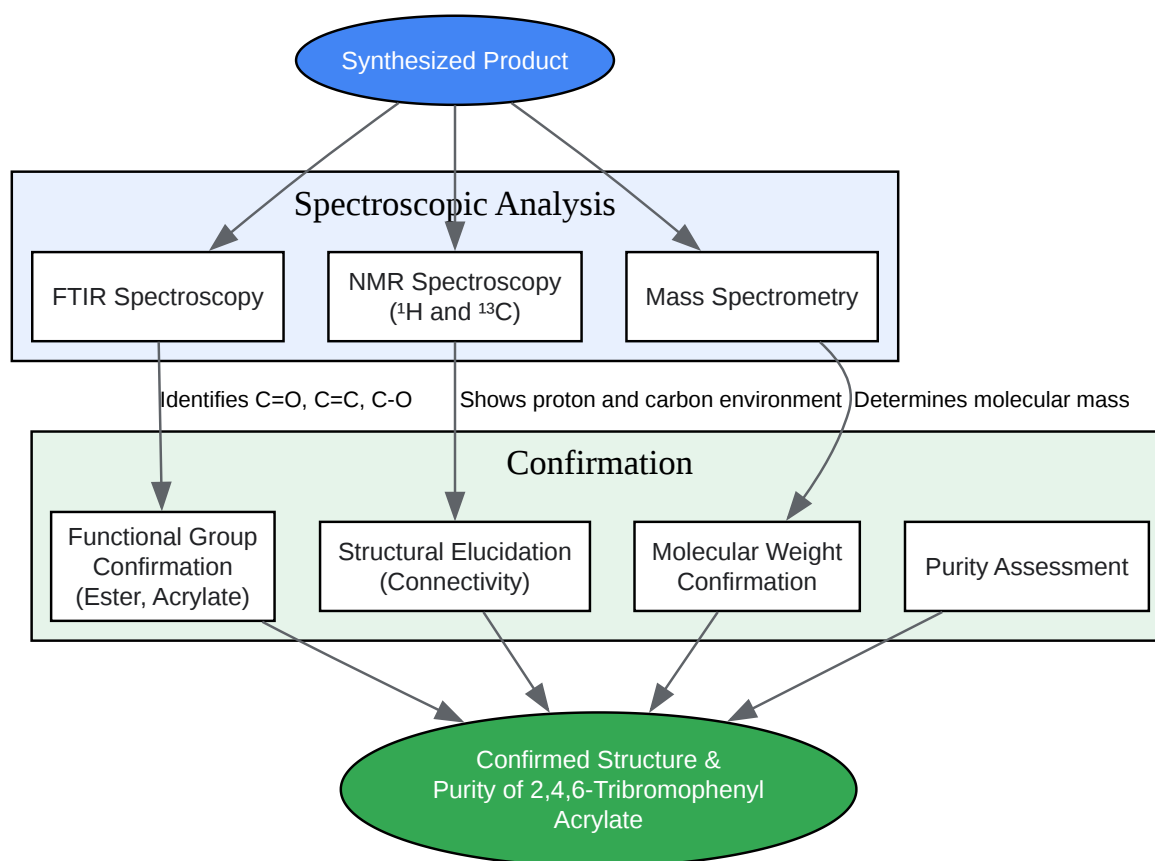 Synthesized Product
Spectroscopic Analysis
FTIR Spectroscopy
NMR Spectroscopy
(¹H and ¹³C)
Mass Spectrometry
Identifies C=O, C=C, C-O
Shows proton and carbon environment
Determines molecular mass
Confirmation
Functional Group
Confirmation
(Ester, Acrylate)
Structural Elucidation
(Connectivity)
Molecular Weight
Confirmation
Purity Assessment
Confirmed Structure &
Purity of 2,4,6-Tribromophenyl
Acrylate